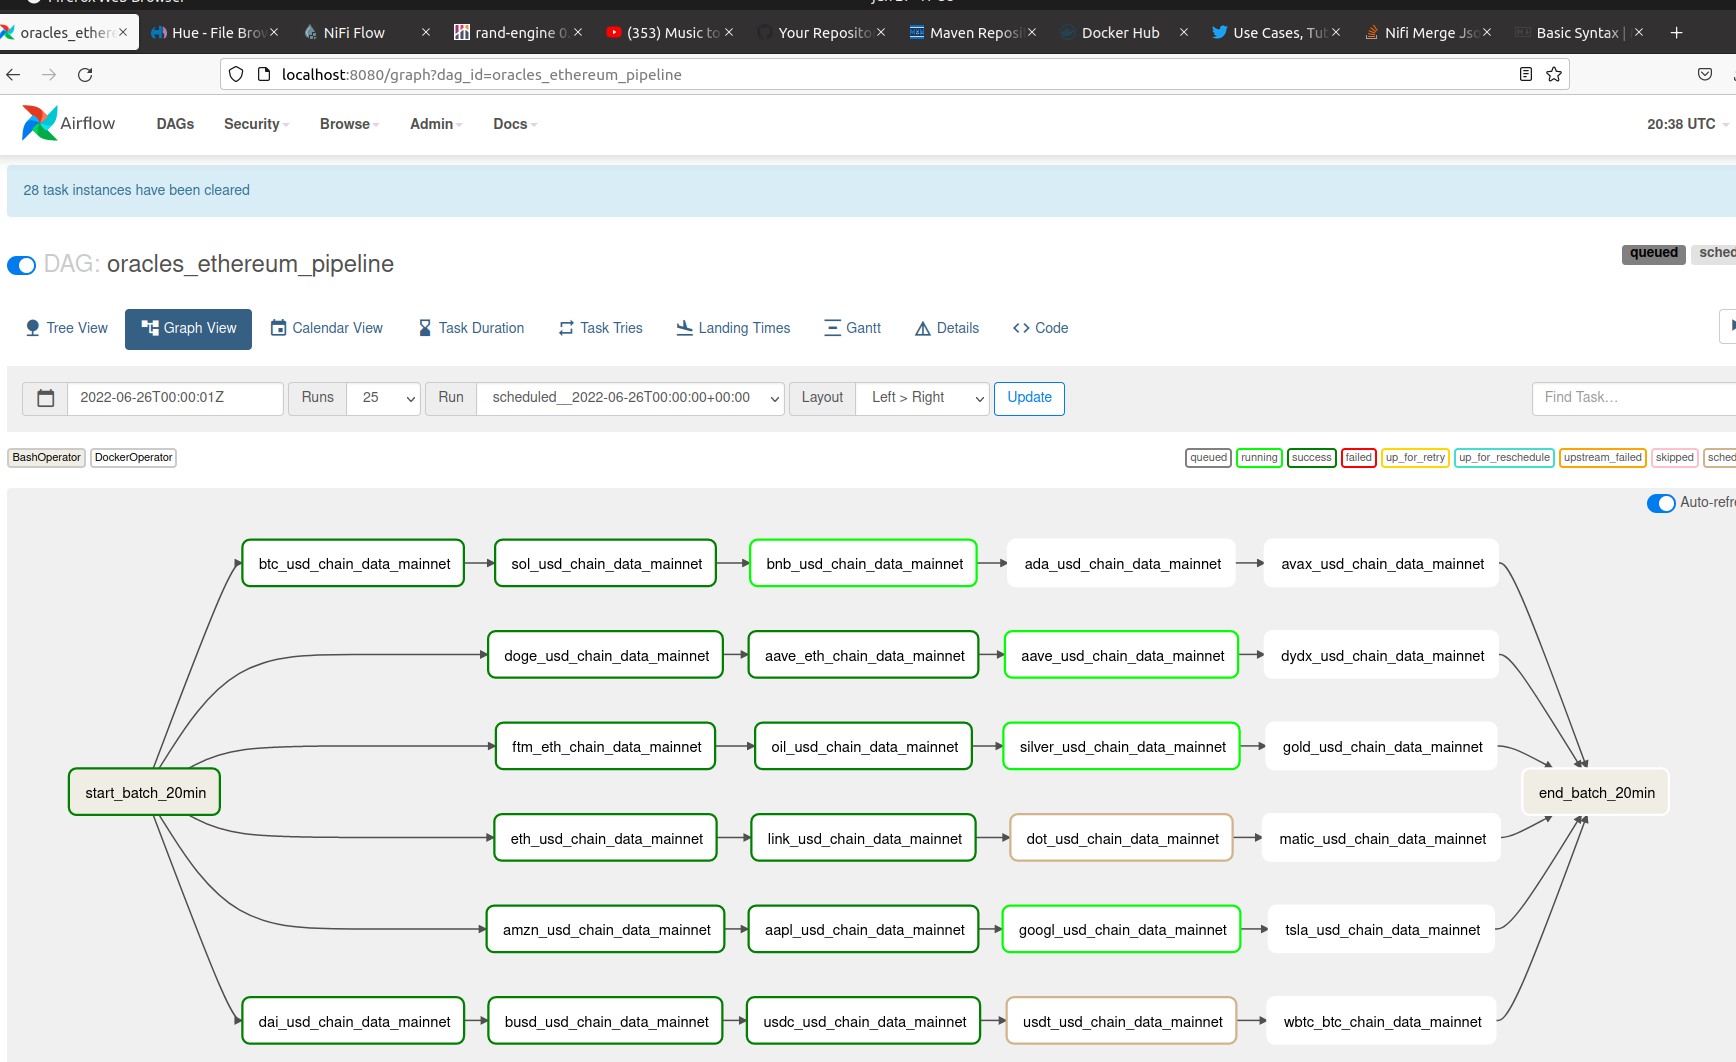 oracles_ethere
Hue - File Brov
NiFi Flow
rand-engine 0.
(353) Music to
Your Reposito
Maven Reposi
Docker Hub
Use Cases, Tut
Nifi Merge Jso
Basic Syntax |
localhost:8080/graph?dag_id=oracles_ethereum_pipeline
Airflow
DAGs
Security
Browse
Admin
Docs
20:38 UTC
28 task instances have been cleared
DAG: oracles_ethereum_pipeline
queued
sched
Tree View
Graph View
Calendar View
Task Duration
Task Tries
Landing Times
Gantt
Details
Code
2022-06-26T00:00:01Z
Runs
25
Run
scheduled__2022-06-26T00:00:00+00:00
Layout
Left > Right
Update
Find Task...
BashOperator
DockerOperator
queued
running
success
failed
up_for_retry
up_for_reschedule
upstream_failed
skipped
sched
Auto-refre
btc_usd_chain_data_mainnet
sol_usd_chain_data_mainnet
bnb_usd_chain_data_mainnet
ada_usd_chain_data_mainnet
avax_usd_chain_data_mainnet
doge_usd_chain_data_mainnet
aave_eth_chain_data_mainnet
aave_usd_chain_data_mainnet
dydx_usd_chain_data_mainnet
ftm_eth_chain_data_mainnet
oil_usd_chain_data_mainnet
silver_usd_chain_data_mainnet
gold_usd_chain_data_mainnet
start_batch_20min
end_batch_20min
eth_usd_chain_data_mainnet
link_usd_chain_data_mainnet
dot_usd_chain_data_mainnet
matic_usd_chain_data_mainnet
amzn_usd_chain_data_mainnet
aapl_usd_chain_data_mainnet
googl_usd_chain_data_mainnet
tsla_usd_chain_data_mainnet
dai_usd_chain_data_mainnet
busd_usd_chain_data_mainnet
usdc_usd_chain_data_mainnet
usdt_usd_chain_data_mainnet
wbtc_btc_chain_data_mainnet